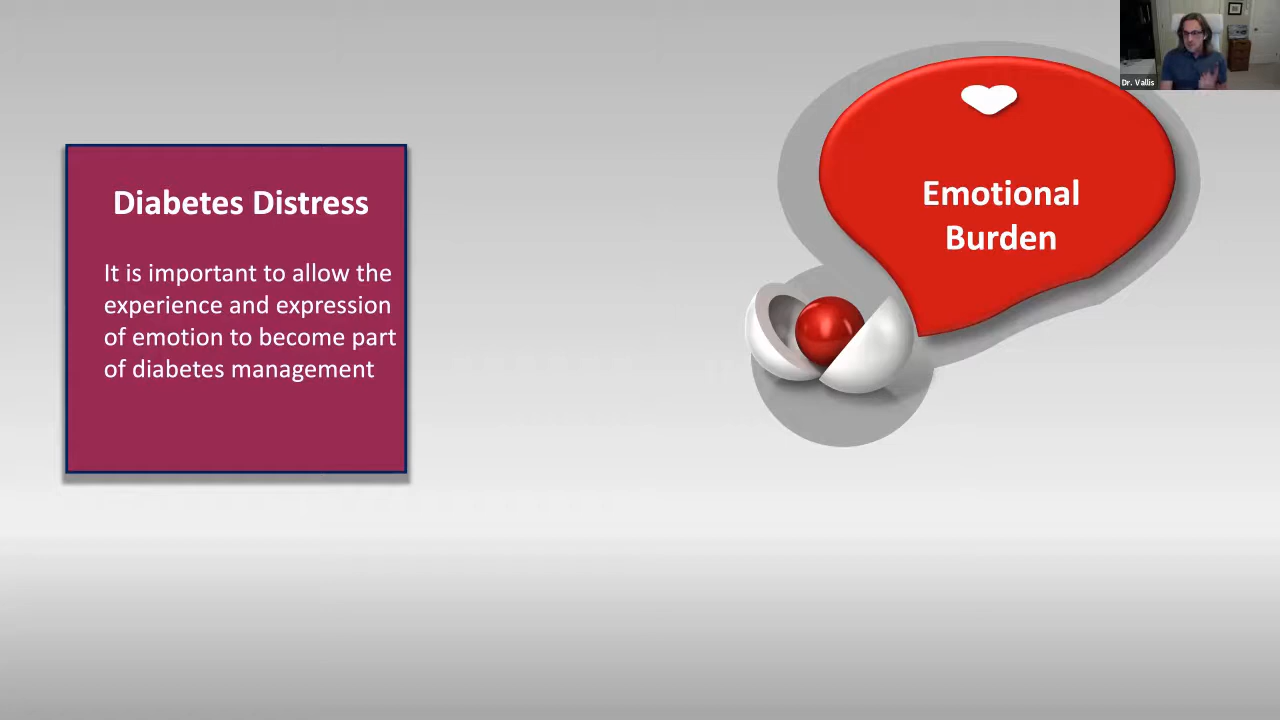 Dr. Vallis
Diabetes Distress
It is important to allow the
experience and expression
of emotion to become part
of diabetes management
Emotional
Burden